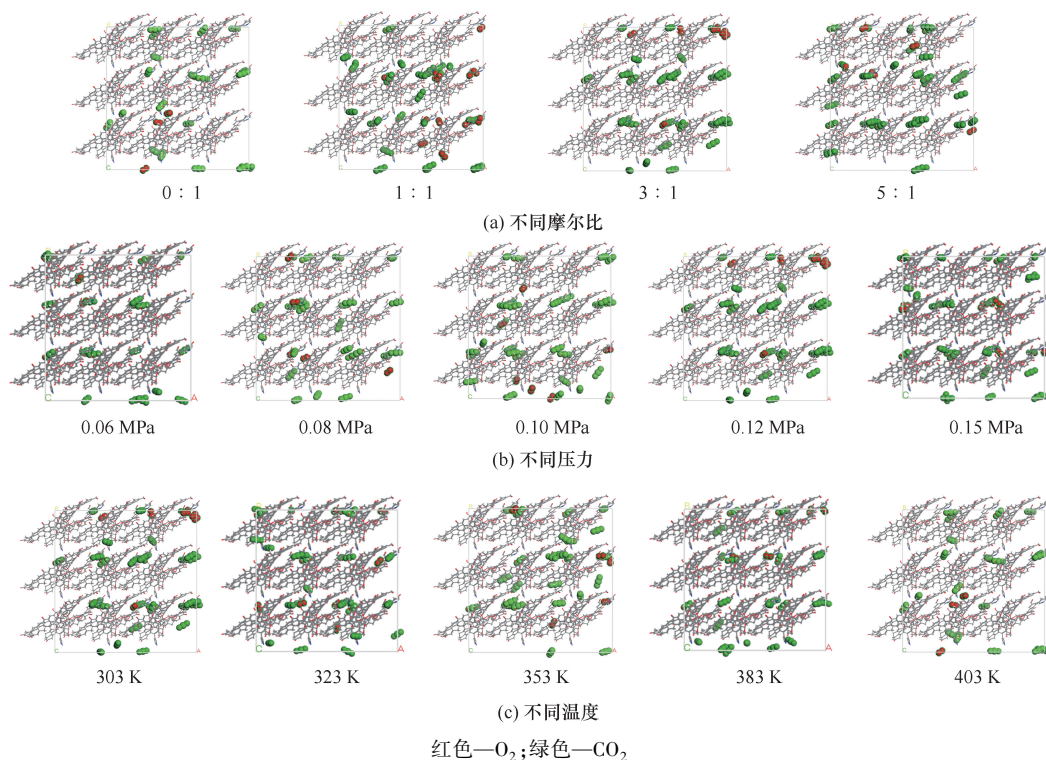 0∶1 1∶1 3∶1 5∶1
(a) 不同摩尔比
0.06 MPa 0.08 MPa 0.10 MPa 0.12 MPa 0.15 MPa
(b) 不同压力
303 K 323 K 353 K 383 K 403 K
(c) 不同温度
红色—O₂;绿色—CO₂